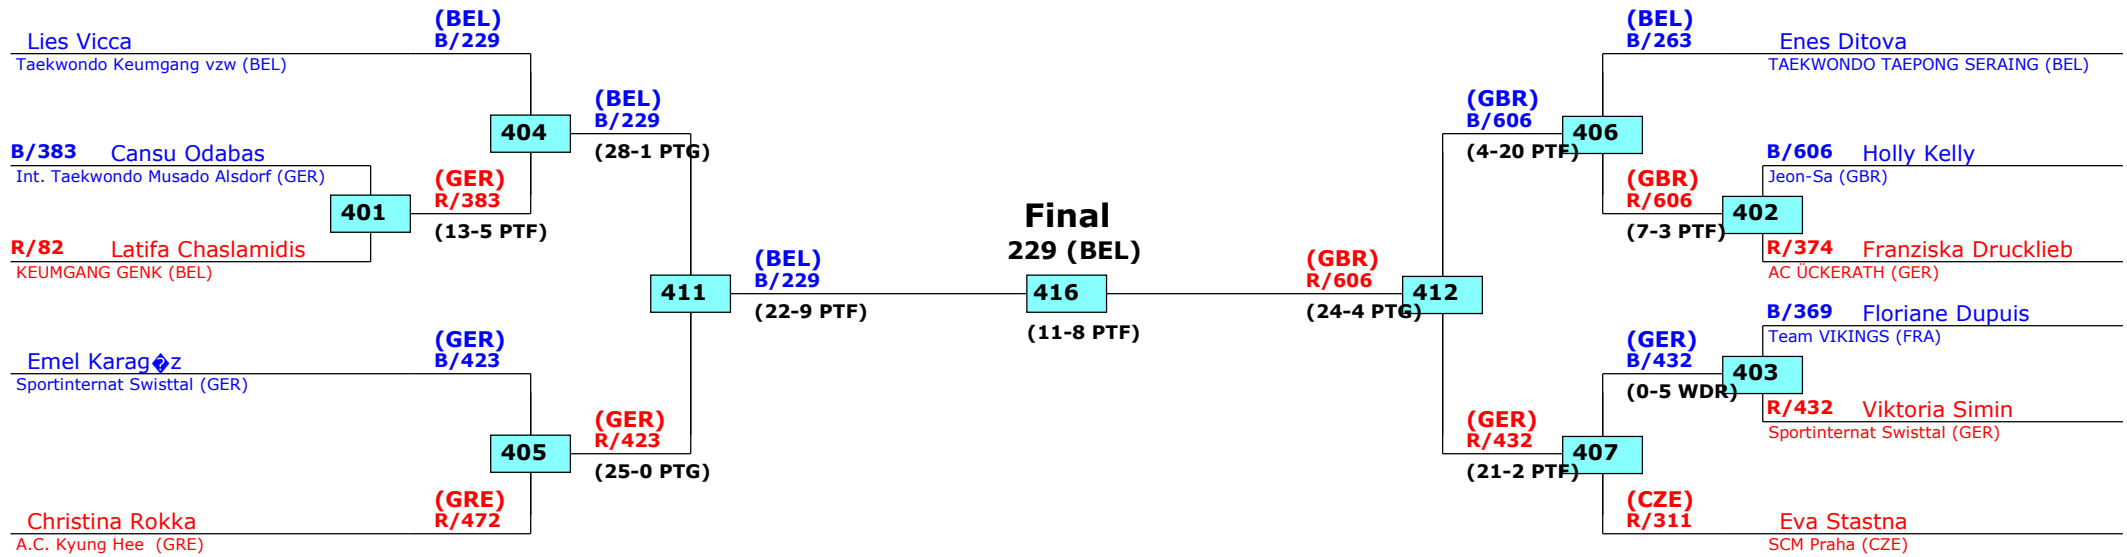 (BEL)
B/229
Lies Vicca
Taekwondo Keumgang vzw (BEL)
B/383 Cansu Odabas
Int. Taekwondo Musado Alsdorf (GER)
401
R/82 Latifa Chaslamidis
KEUMGANG GENK (BEL)
(GER)
R/383
(13-5 PTF)
404
(BEL)
B/229
(28-1 PTG)
(GER)
B/423
Emel Karag�z
Sportinternat Swisttal (GER)
405
(GER)
R/423
(25-0 PTG)
(GRE)
R/472
Christina Rokka
A.C. Kyung Hee (GRE)
411
(BEL)
B/229
(22-9 PTF)
Final
229 (BEL)
416
(11-8 PTF)
(GBR)
R/606
(24-4 PTG)
412
(GBR)
B/606
(4-20 PTF)
406
(BEL)
B/263
Enes Ditova
TAEKWONDO TAEPONG SERAING (BEL)
(GBR)
R/606
(7-3 PTF)
402
B/606 Holly Kelly
Jeon-Sa (GBR)
R/374 Franziska Drucklieb
AC ÜCKERATH (GER)
B/369 Floriane Dupuis
Team VIKINGS (FRA)
(GER)
B/432
(0-5 WDR)
403
R/432 Viktoria Simin
Sportinternat Swisttal (GER)
(GER)
R/432
(21-2 PTF)
407
(CZE)
R/311
Eva Stastna
SCM Praha (CZE)